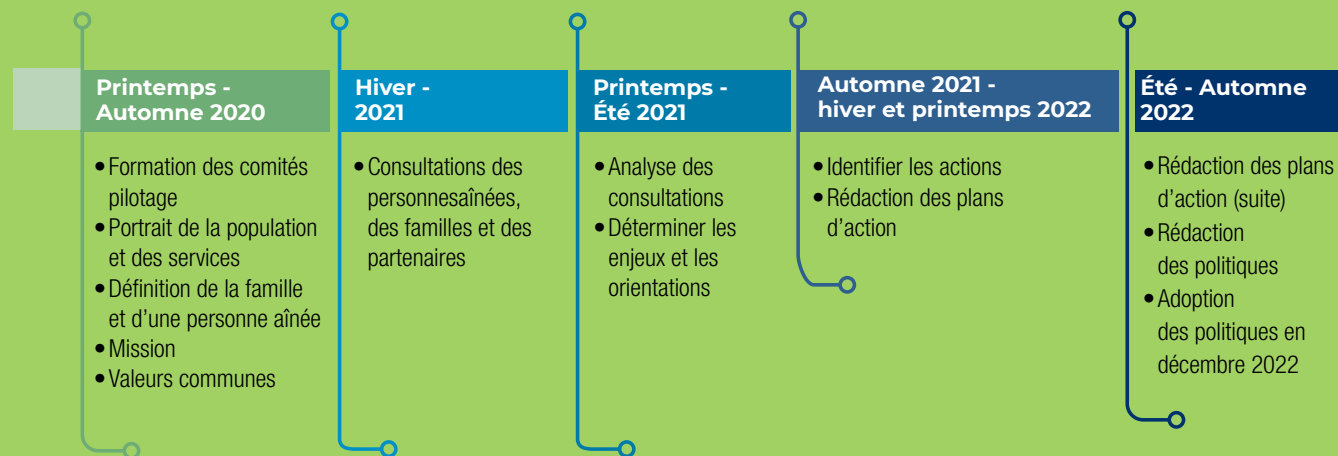 Printemps -
Automne 2020
• Formation des comités
pilotage
• Portrait de la population
et des services
• Définition de la famille
et d’une personne aînée
• Mission
• Valeurs communes
Hiver -
2021
• Consultations des
personnesaînées,
des familles et des
partenaires
Printemps -
Été 2021
• Analyse des
consultations
• Déterminer les
enjeux et les
orientations
Automne 2021 -
hiver et printemps 2022
• Identifier les actions
• Rédaction des plans
d’action
Été - Automne
2022
• Rédaction des plans
d’action (suite)
• Rédaction
des politiques
• Adoption
des politiques en
décembre 2022